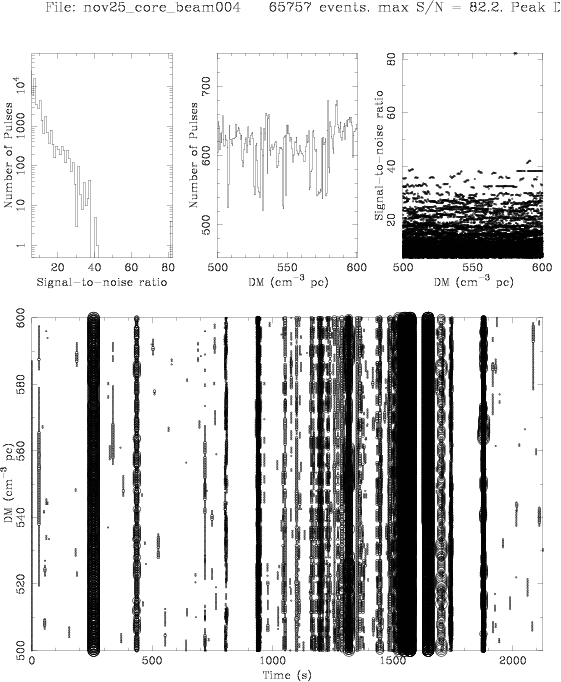 File: nov25_core_beam004 65757 events. max S/N = 82.2. Peak D
Number of Pulses
10⁴
1000
100
10
1
20 40 60 80
Signal-to-noise ratio
Number of Pulses
700
600
500
500 550 600
DM (cm⁻³ pc)
Signal-to-noise ratio
80
60
40
20
500 550 600
DM (cm⁻³ pc)
DM (cm⁻³ pc)
600
580
560
540
520
500
0 500 1000 1500 2000
Time (s)